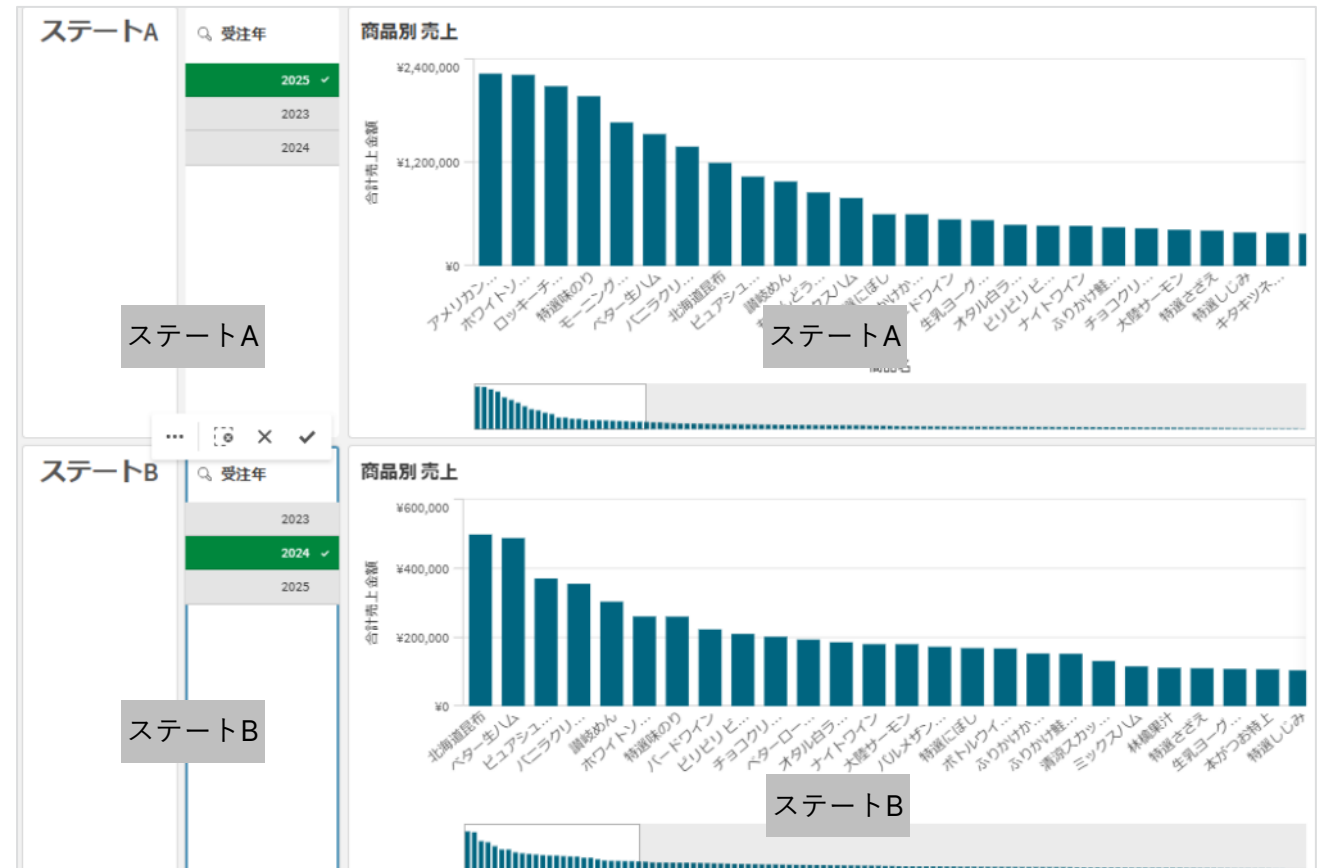 ステートA
受注年
2025
2023
2024
商品別 売上
¥2,400,000
¥1,200,000
¥0
合計売上金額
アメリカン...
ホワイトソ...
ロッキーチ...
特選味のり
モーニング...
ベター生ハム
バニラクリ...
北海道昆布
ピュアシュ...
讃岐めん
生乳ヨーグ...
オタル白ラ...
ビリビリビ...
ナイトワイン
ふりかけ鮭...
チョコクリ...
大陸サーモン
特選さざえ
特選しじみ
キタキツネ...
ステートA
ステートA
ステートB
受注年
2023
2024
2025
商品別 売上
¥600,000
¥400,000
¥200,000
¥0
合計売上金額
北海道昆布
ベター生ハム
ピュアシュ...
バニラクリ...
讃岐めん
ホワイトソ...
特選味のり
バードワイン
ビリビリビ...
チョコクリ...
ベターロー...
オタル白ラ...
ナイトワイン
大陸サーモン
パルメザン...
特選にぼし
ボトルワイ...
ふりかけか...
ふりかけ鮭...
清涼スカッ...
ミックスハム
林檎果汁
特選さざえ
生乳ヨーグ...
本がつお特上
特選しじみ
ステートB
ステートB